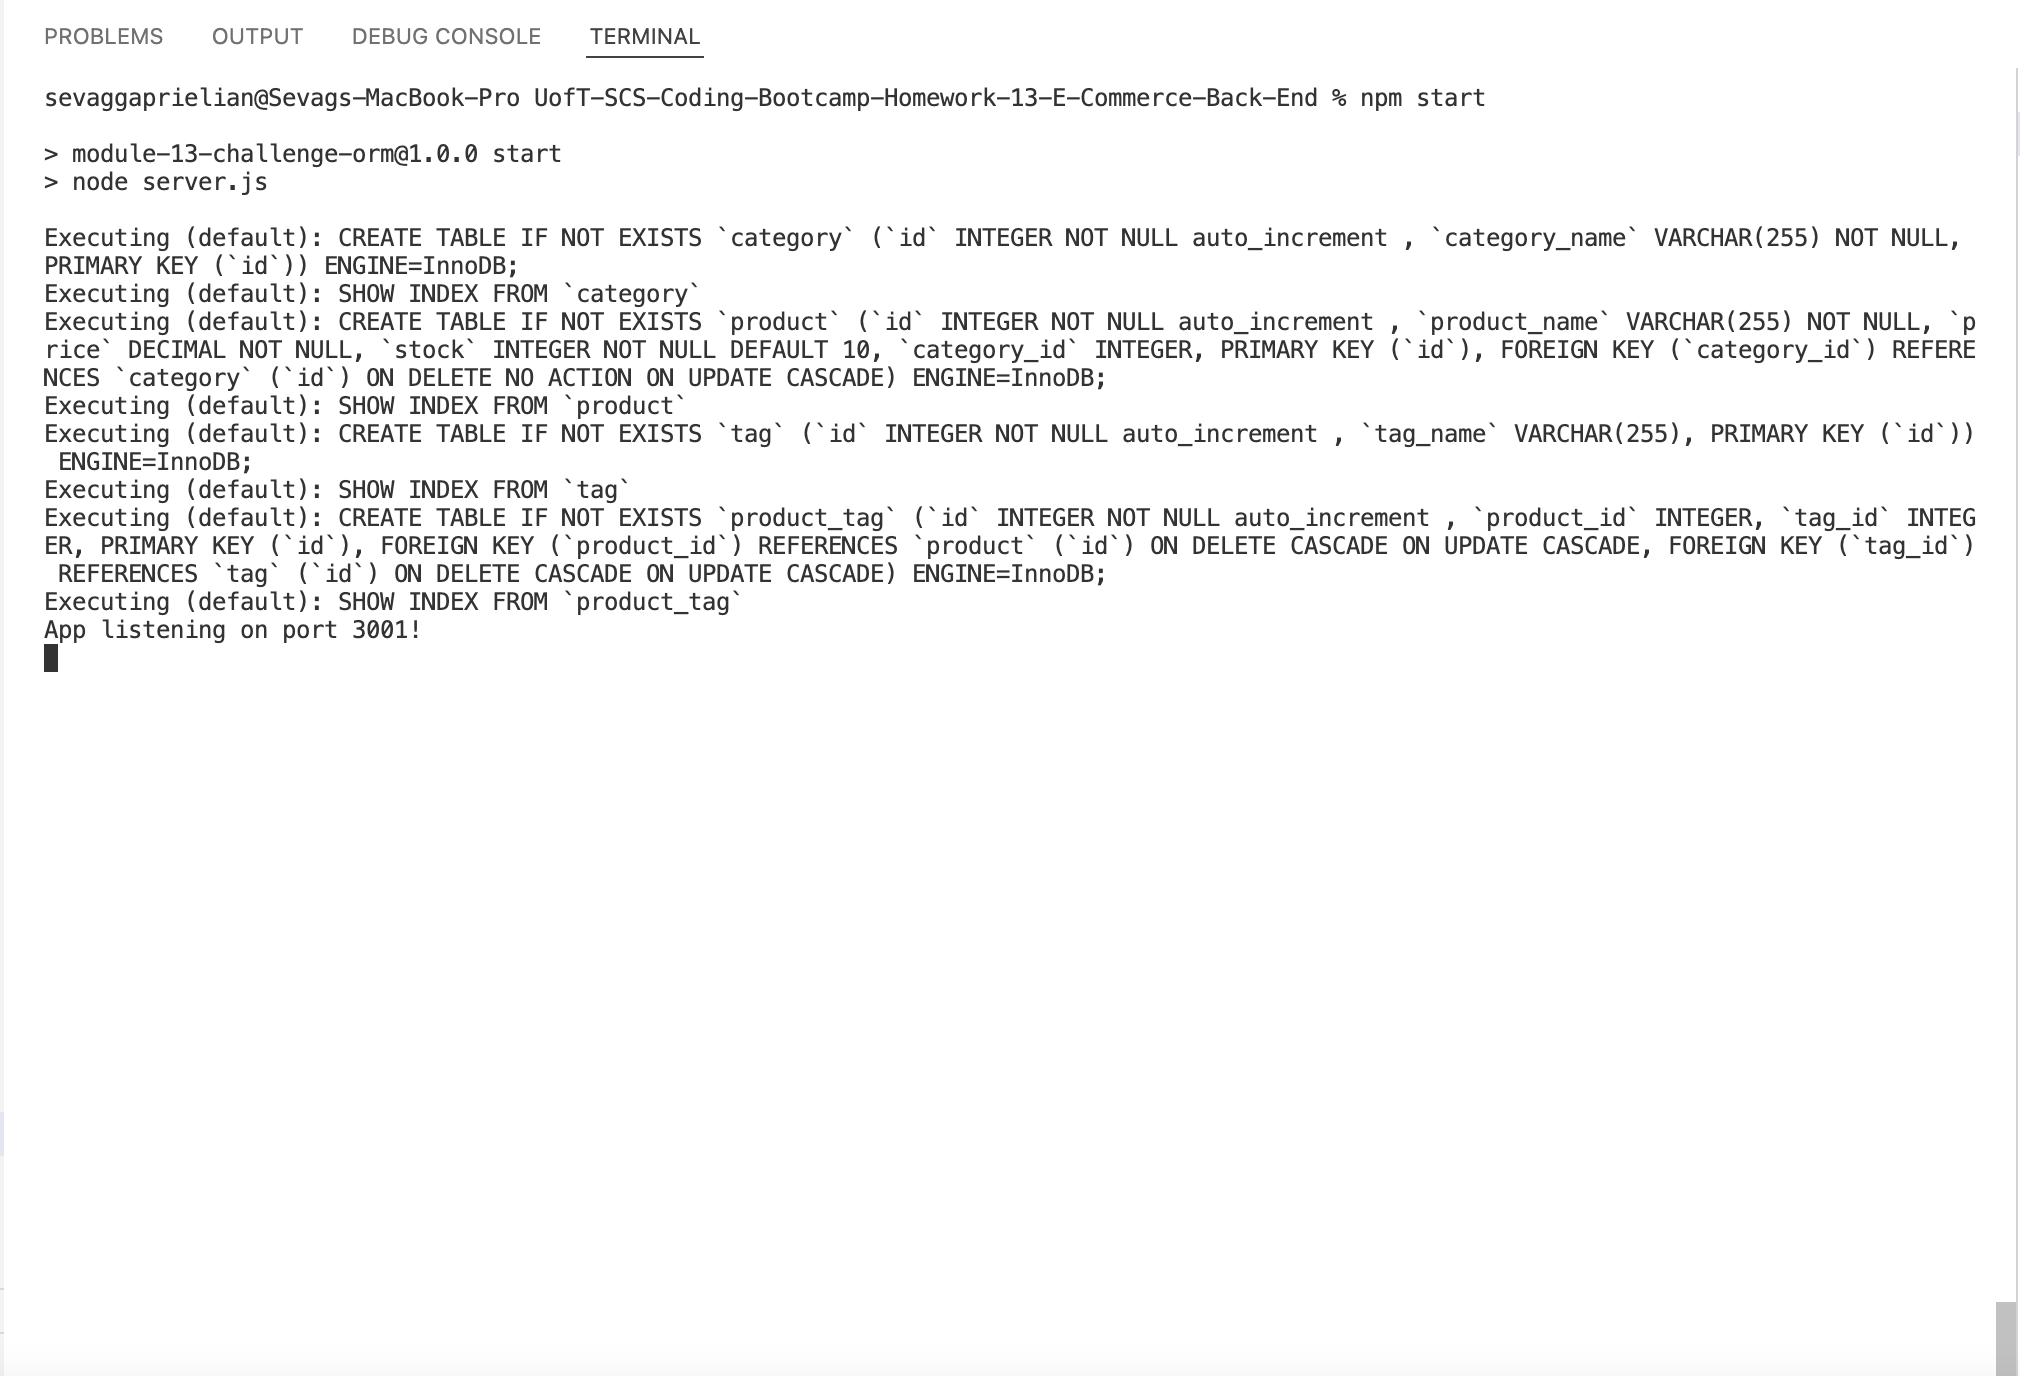 PROBLEMS OUTPUT DEBUG CONSOLE TERMINAL
sevaggaprielian@Sevags-MacBook-Pro UofT-SCS-Coding-Bootcamp-Homework-13-E-Commerce-Back-End % npm start
> module-13-challenge-orm@1.0.0 start
> node server.js
Executing (default): CREATE TABLE IF NOT EXISTS `category` (`id` INTEGER NOT NULL auto_increment , `category_name` VARCHAR(255) NOT NULL,
PRIMARY KEY (`id`)) ENGINE=InnoDB;
Executing (default): SHOW INDEX FROM `category`
Executing (default): CREATE TABLE IF NOT EXISTS `product` (`id` INTEGER NOT NULL auto_increment , `product_name` VARCHAR(255) NOT NULL, `p
rice` DECIMAL NOT NULL, `stock` INTEGER NOT NULL DEFAULT 10, `category_id` INTEGER, PRIMARY KEY (`id`), FOREIGN KEY (`category_id`) REFERE
NCES `category` (`id`) ON DELETE NO ACTION ON UPDATE CASCADE) ENGINE=InnoDB;
Executing (default): SHOW INDEX FROM `product`
Executing (default): CREATE TABLE IF NOT EXISTS `tag` (`id` INTEGER NOT NULL auto_increment , `tag_name` VARCHAR(255), PRIMARY KEY (`id`))
 ENGINE=InnoDB;
Executing (default): SHOW INDEX FROM `tag`
Executing (default): CREATE TABLE IF NOT EXISTS `product_tag` (`id` INTEGER NOT NULL auto_increment , `product_id` INTEGER, `tag_id` INTEG
ER, PRIMARY KEY (`id`), FOREIGN KEY (`product_id`) REFERENCES `product` (`id`) ON DELETE CASCADE ON UPDATE CASCADE, FOREIGN KEY (`tag_id`)
 REFERENCES `tag` (`id`) ON DELETE CASCADE ON UPDATE CASCADE) ENGINE=InnoDB;
Executing (default): SHOW INDEX FROM `product_tag`
App listening on port 3001!